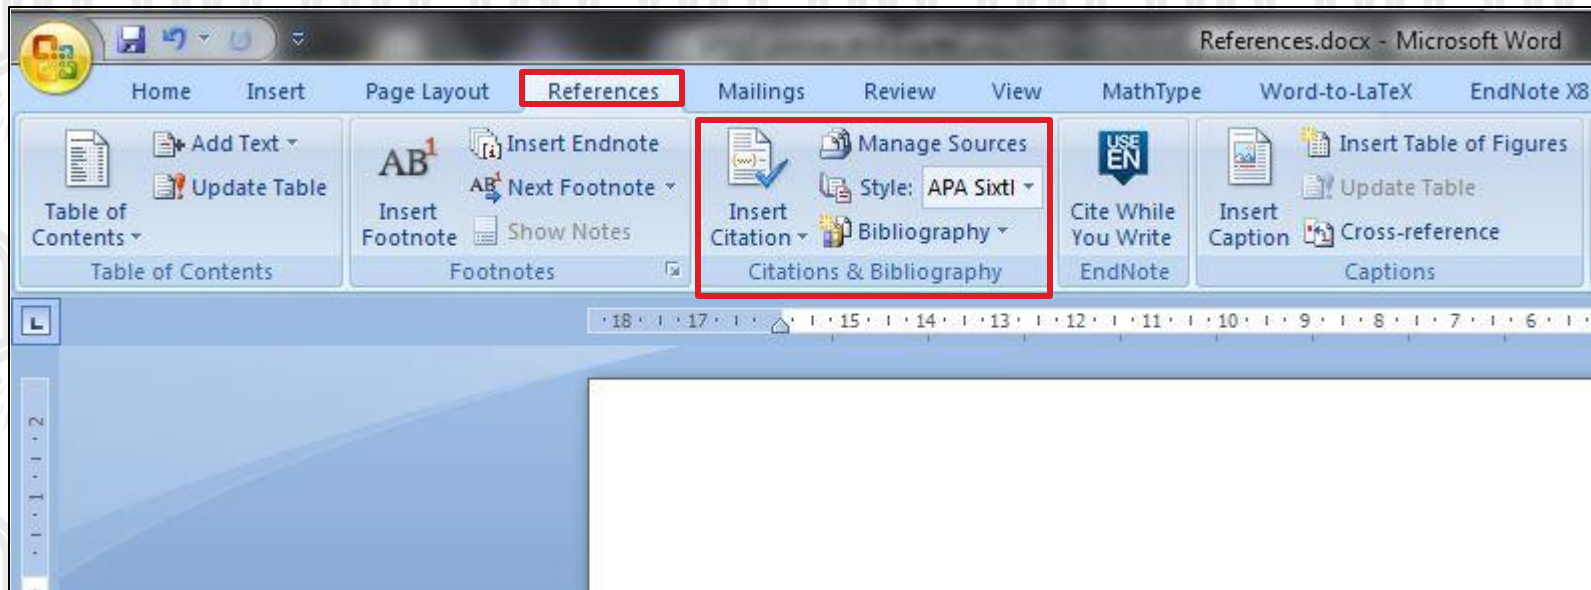 References.docx - Microsoft Word
Home Insert Page Layout References Mailings Review View MathType Word-to-LaTeX EndNote X8
Table of
Contents
Add Text
Update Table
Table of Contents
AB1
Insert
Footnote
Insert Endnote
AB1 Next Footnote
Show Notes
Footnotes
Insert
Citation
Manage Sources
Style: APA Sixtl
Bibliography
Citations & Bibliography
USE
EN
Cite While
You Write
EndNote
Insert
Caption
Insert Table of Figures
Update Table
Cross-reference
Captions
L
18 17 15 14 13 12 11 10 9 8 7 6
2
1